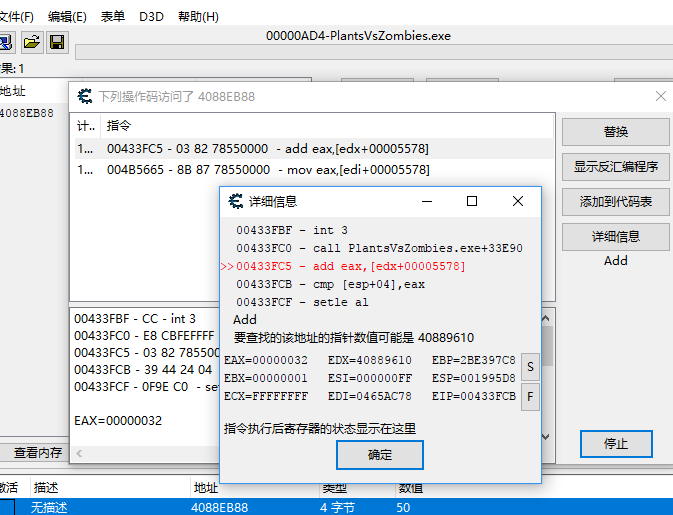 文件(F) 编辑(E) 表单 D3D 帮助(H)
00000AD4-PlantsVsZombies.exe
果: 1
地址
4088EB88
下列操作码访问了 4088EB88
计.. 指令
1... 00433FC5 - 03 82 78550000 - add eax,[edx+00005578]
1... 004B5665 - 8B 87 78550000 - mov eax,[edi+00005578]
替换
显示反汇编程序
添加到代码表
详细信息
Add
详细信息
00433FBF - int 3
00433FC0 - call PlantsVsZombies.exe+33E90
>>00433FC5 - add eax,[edx+00005578]
00433FCB - cmp [esp+04],eax
00433FCF - setle al
Add
要查找的该地址的指针数值可能是 40889610
EAX=00000032 EDX=40889610 EBP=2BE397C8
EBX=00000001 ESI=000000FF ESP=001995D8
ECX=FFFFFFFF EDI=0465AC78 EIP=00433FCB
S
F
指令执行后寄存器的状态显示在这里
确定
00433FBF - CC - int 3
00433FC0 - E8 CBFEFFFF
00433FC5 - 03 82 785500
00433FCB - 39 44 24 04
00433FCF - 0F9E C0 - se
EAX=00000032
停止
查看内存
激活 描述 地址 类型 数值
无描述 4088EB88 4 字节 50